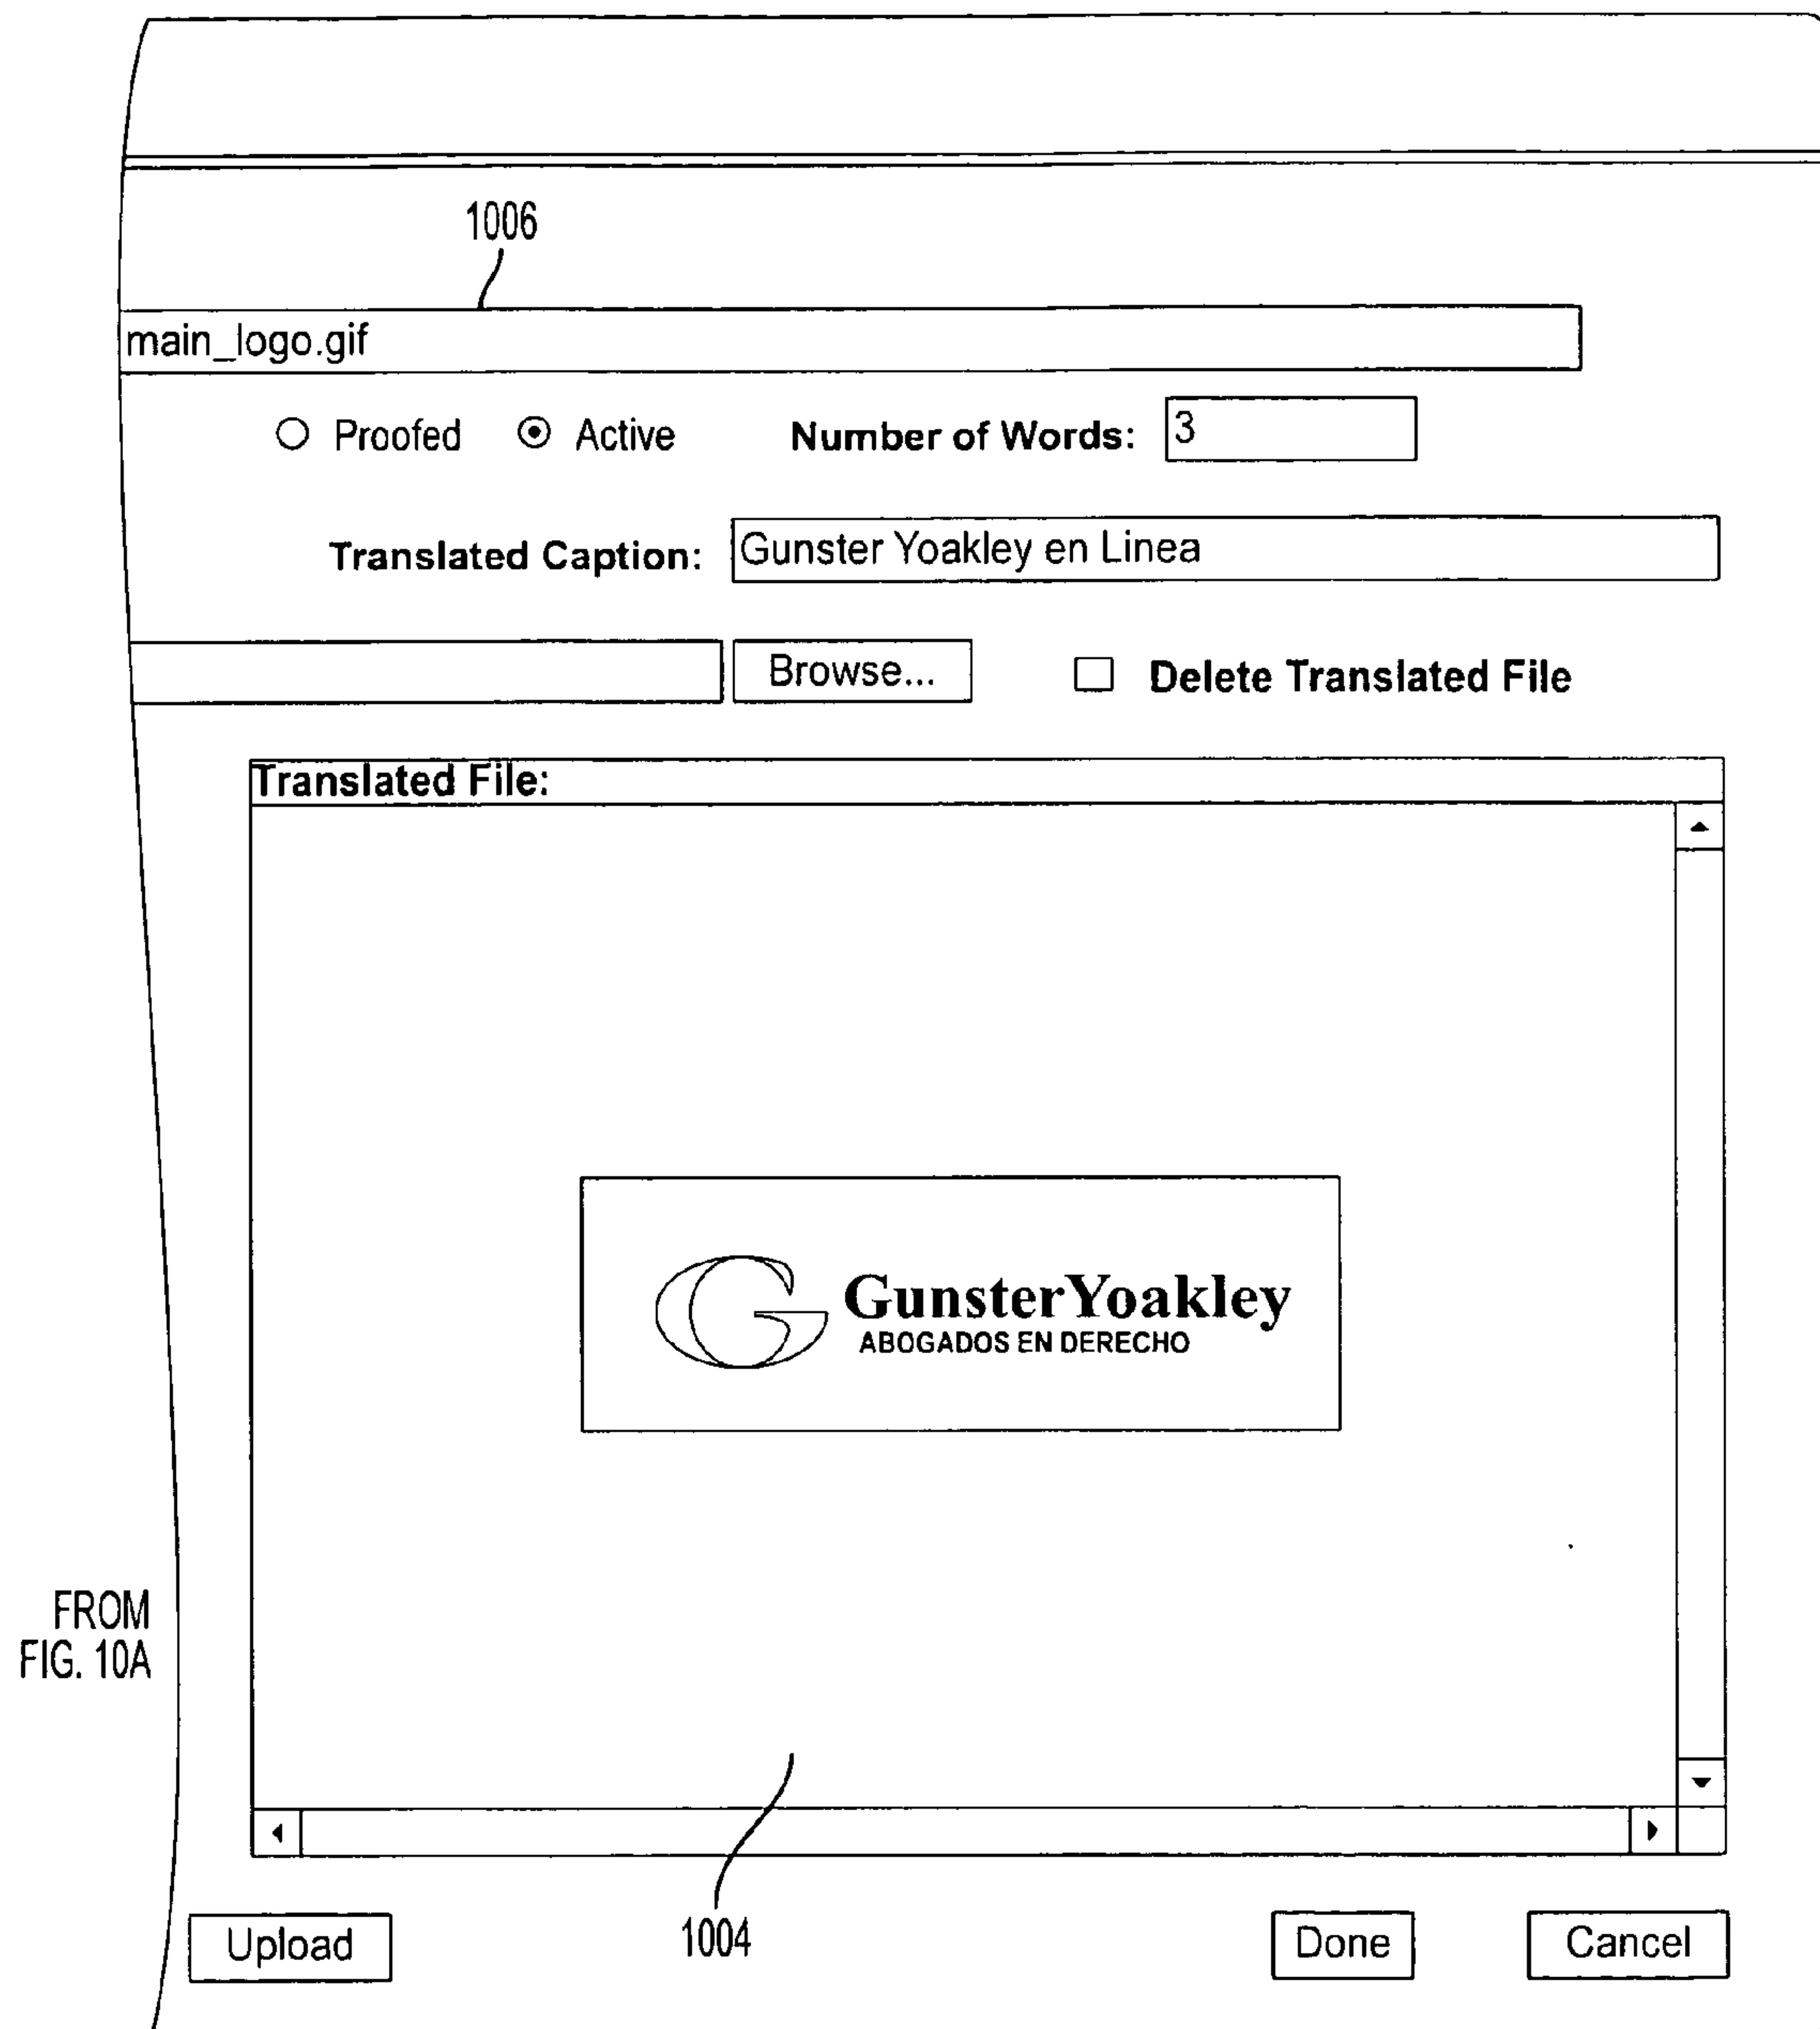 1006
main_logo.gif
Proofed Active Number of Words: 3
Translated Caption: Gunster Yoakley en Linea
Browse... Delete Translated File
Translated File:
GunsterYoakley
ABOGADOS EN DERECHO
FROM
FIG. 10A
1004
Upload Done Cancel